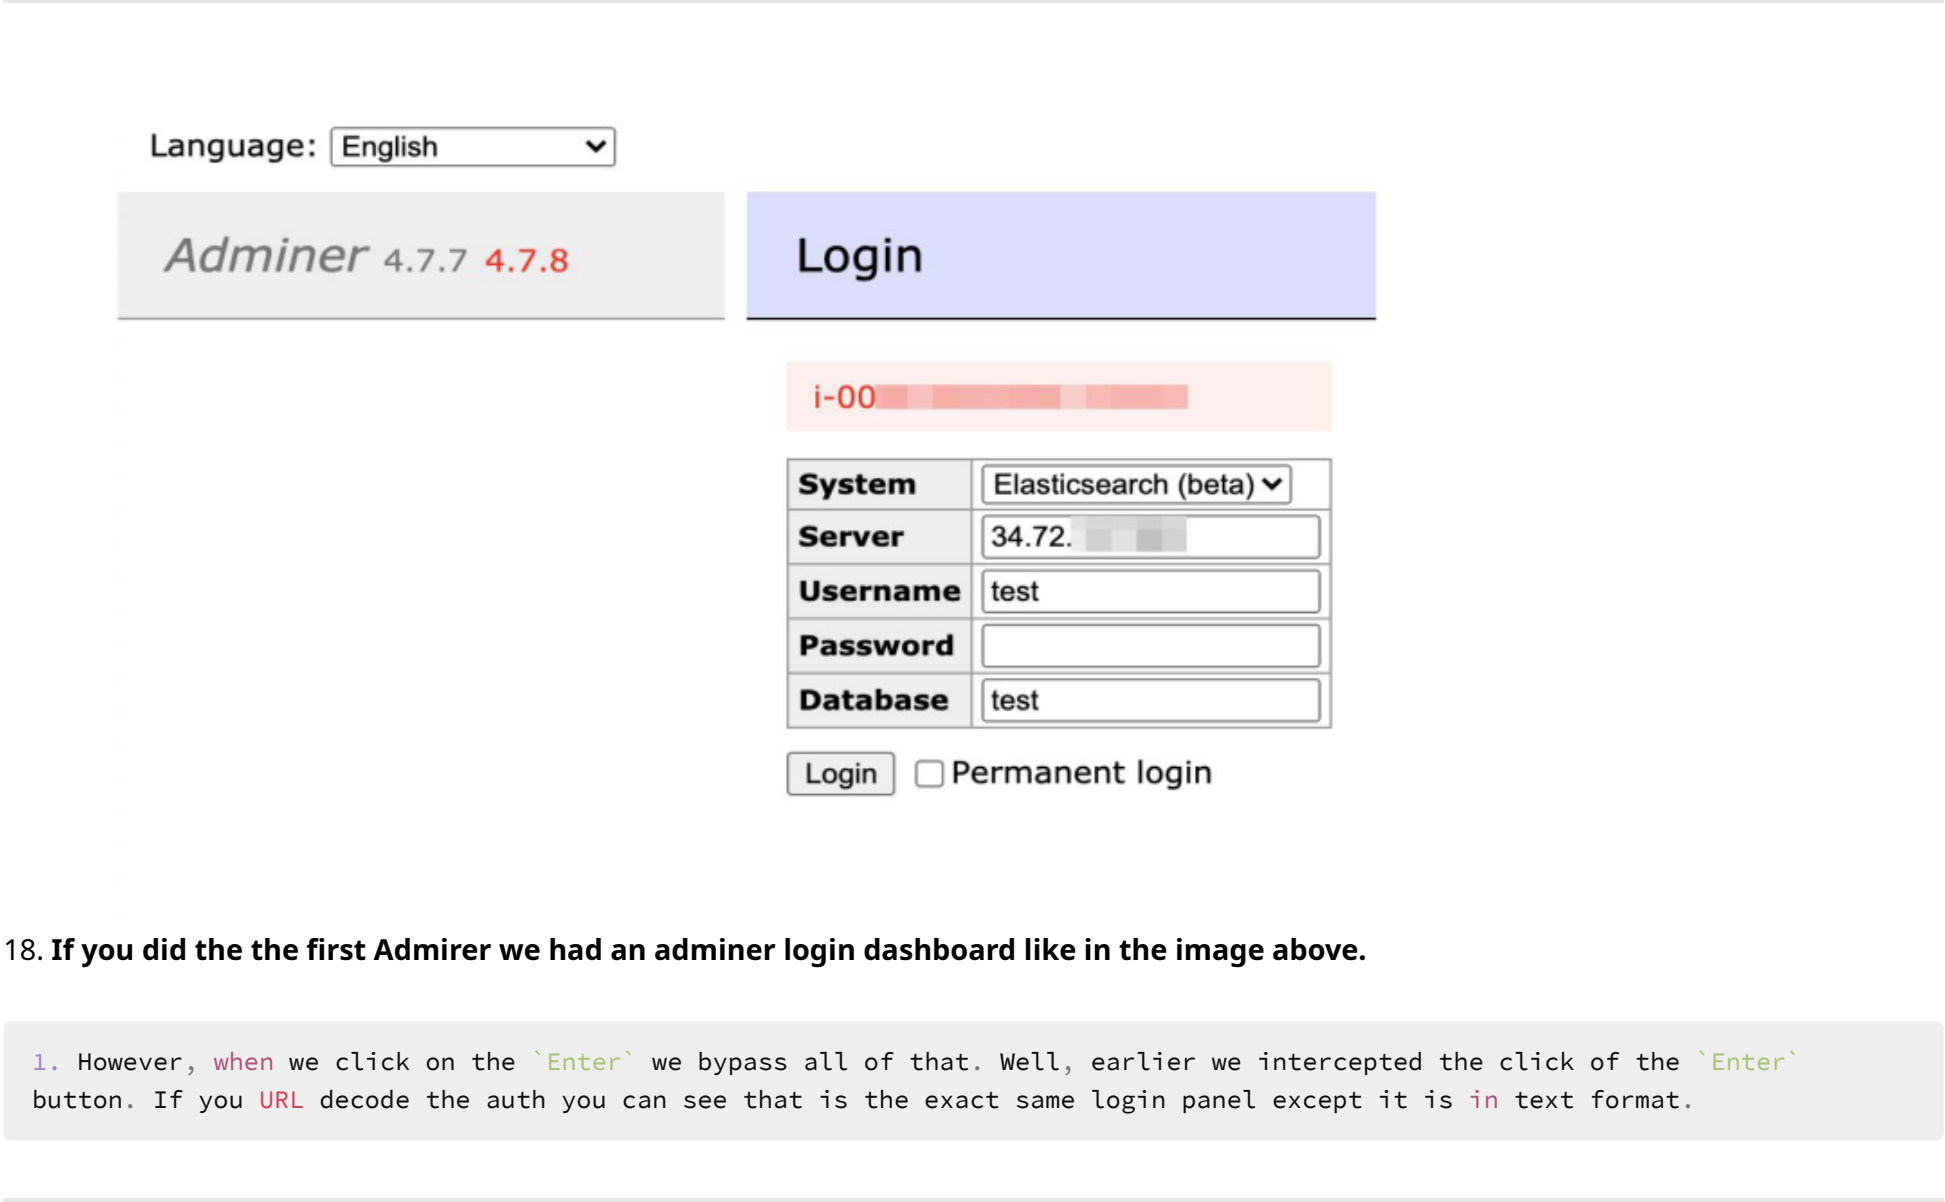 Language: English
Adminer 4.7.7 4.7.8
Login
i-00
System Elasticsearch (beta)
Server 34.72.
Username test
Password
Database test
Login Permanent login
18. If you did the the first Admirer we had an adminer login dashboard like in the image above.
1. However, when we click on the `Enter` we bypass all of that. Well, earlier we intercepted the click of the `Enter`
button. If you URL decode the auth you can see that is the exact same login panel except it is in text format.